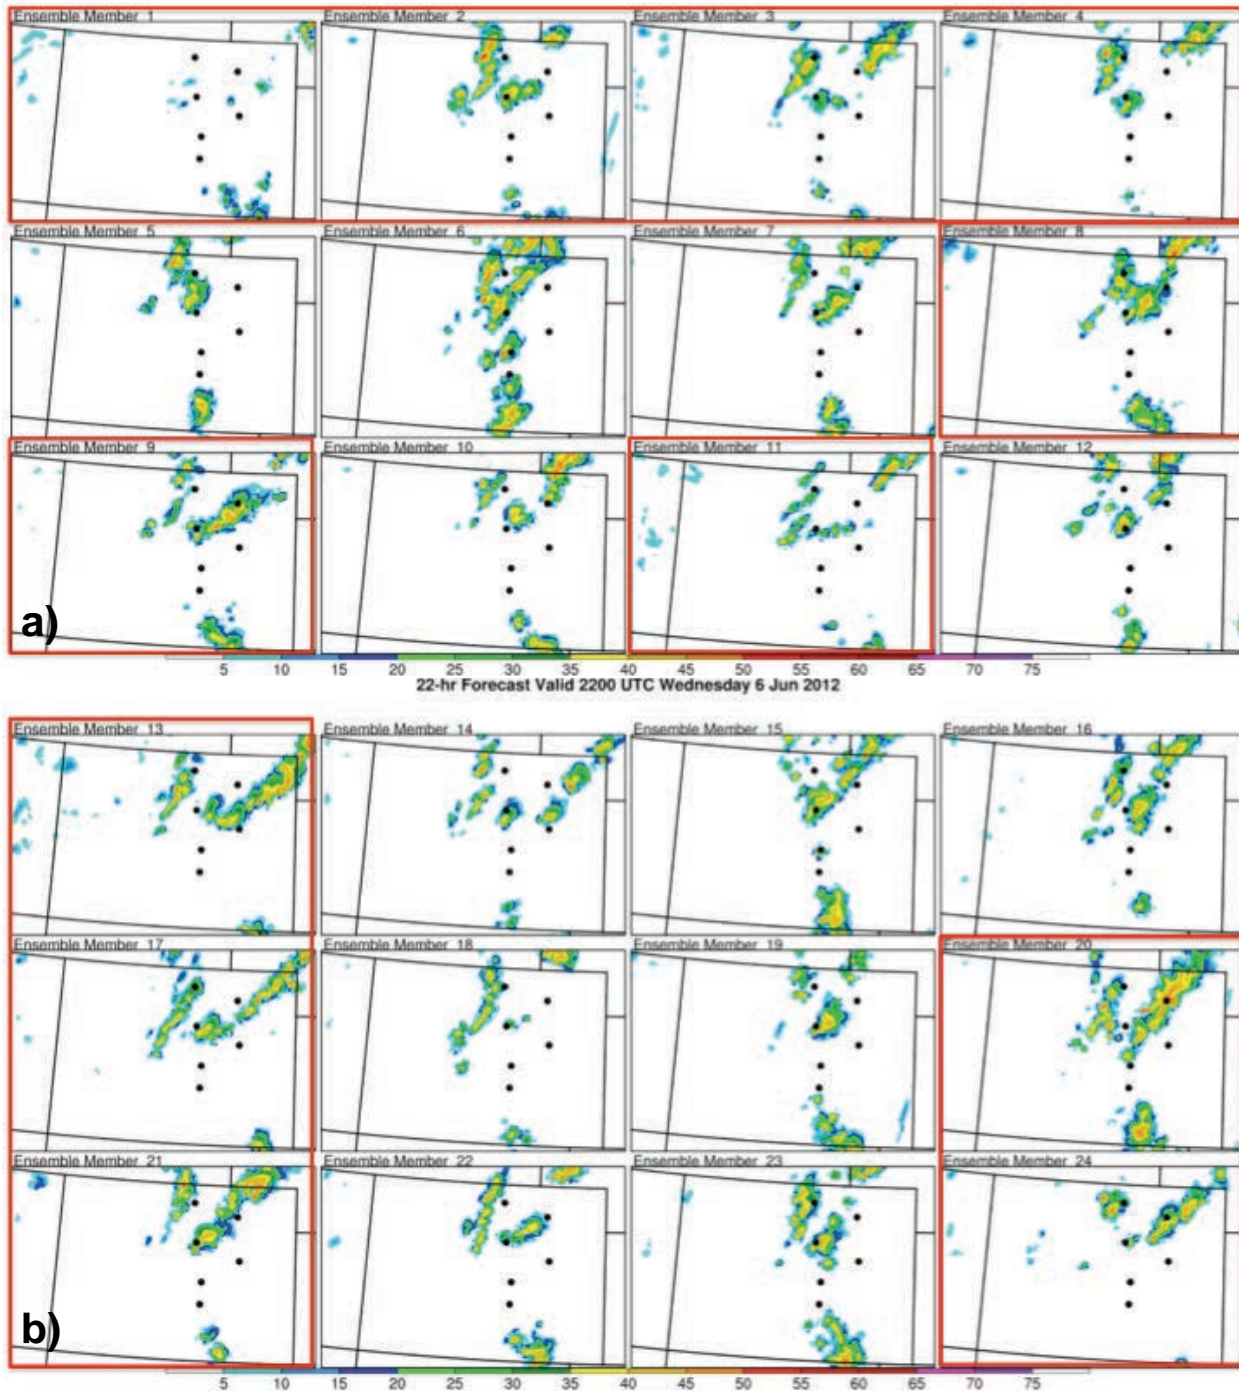 Ensemble Member 1 Ensemble Member 2 Ensemble Member 3 Ensemble Member 4
Ensemble Member 5 Ensemble Member 6 Ensemble Member 7 Ensemble Member 8
Ensemble Member 9 Ensemble Member 10 Ensemble Member 11 Ensemble Member 12
a)
5 10 15 20 25 30 35 40 45 50 55 60 65 70 75
22-hr Forecast Valid 2200 UTC Wednesday 6 Jun 2012
Ensemble Member 13 Ensemble Member 14 Ensemble Member 15 Ensemble Member 16
Ensemble Member 17 Ensemble Member 18 Ensemble Member 19 Ensemble Member 20
Ensemble Member 21 Ensemble Member 22 Ensemble Member 23 Ensemble Member 24
b)
5 10 15 20 25 30 35 40 45 50 55 60 65 70 75